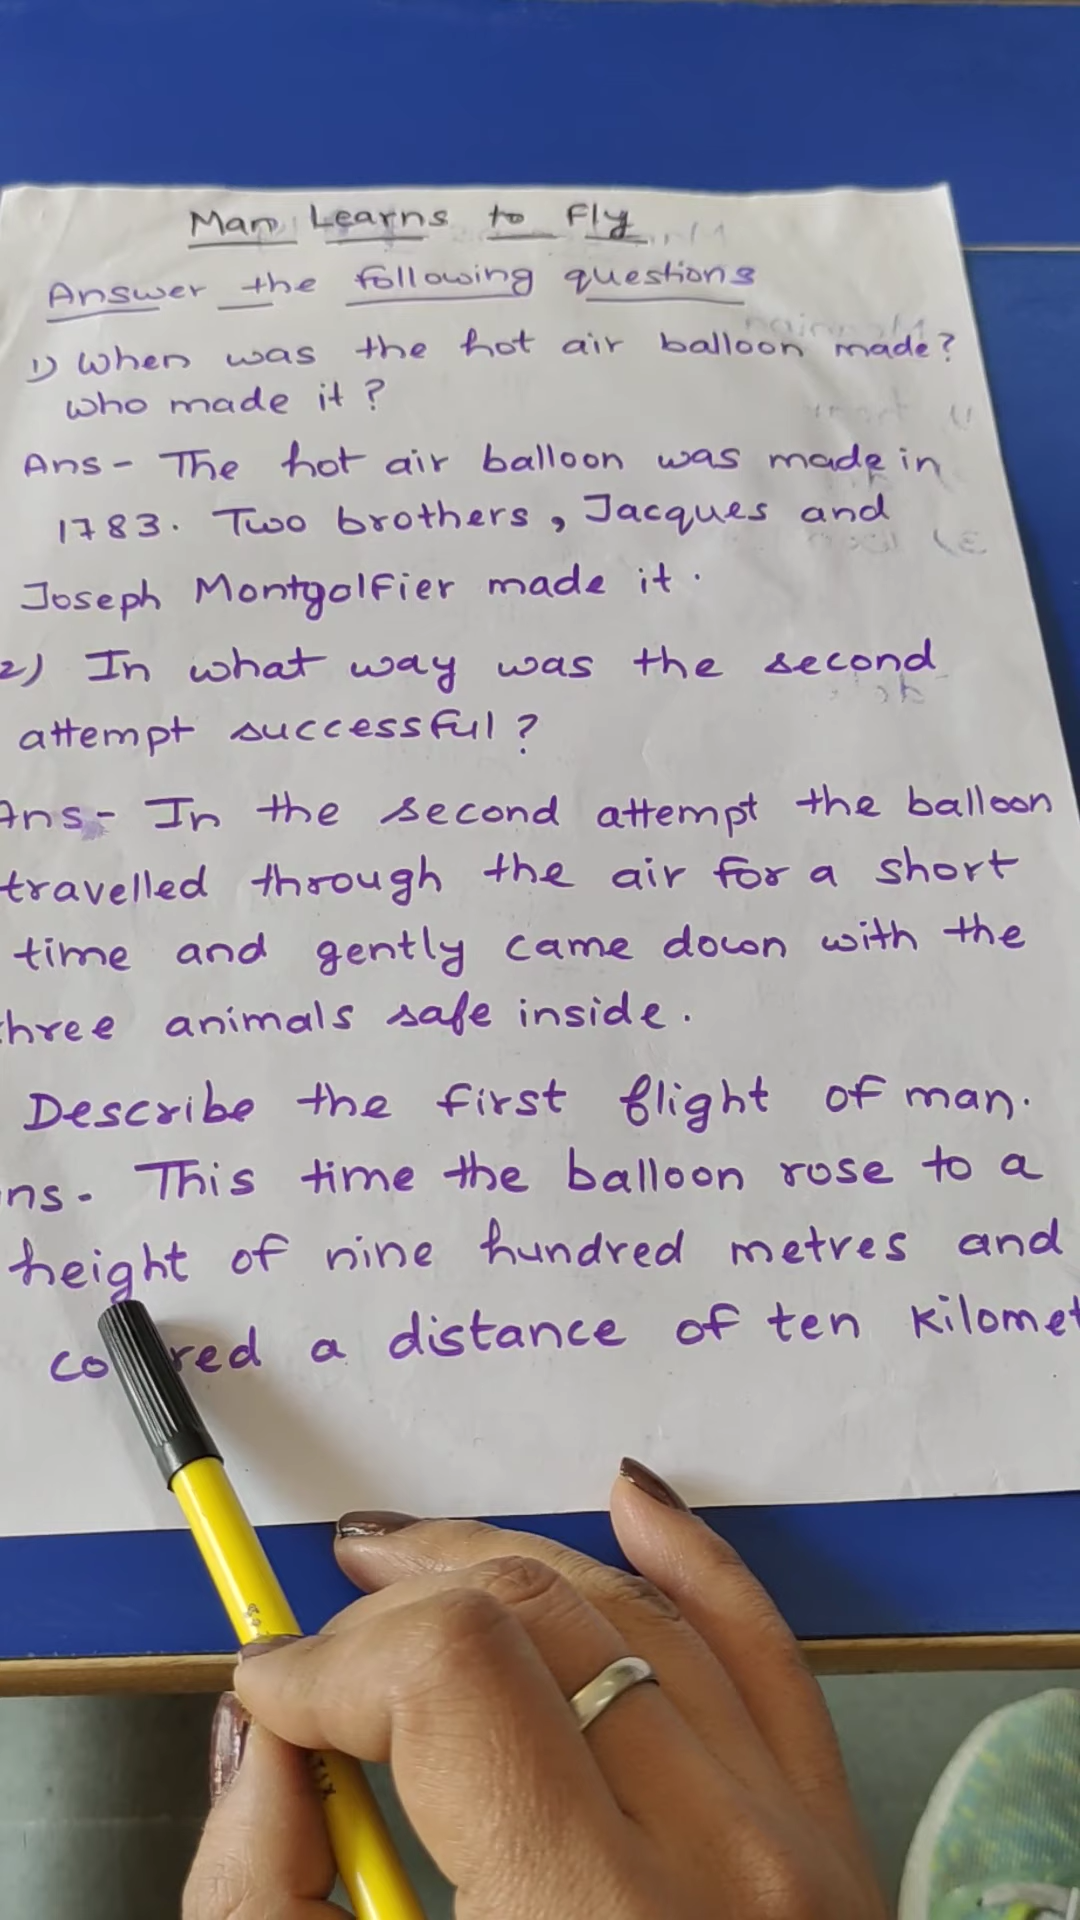 Man Learns to Fly
Answer the following questions
1) When was the hot air balloon made?
who made it?
Ans - The hot air balloon was made in
1783. Two brothers, Jacques and
Joseph Montgolfier made it.
2) In what way was the second
attempt successful?
Ans - In the second attempt the balloon
travelled through the air for a short
time and gently came down with the
hree animals safe inside.
Describe the first flight of man.
ns. This time the balloon rose to a
height of nine hundred metres and
a distance of ten kilomet